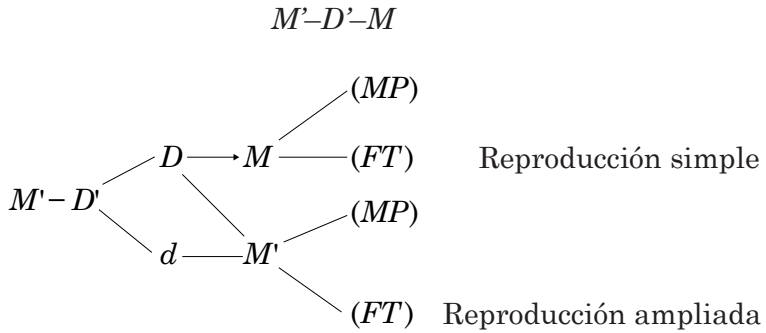 M’–D’–M
(MP)
D M (FT) Reproducción simple
M'– D'
(MP)
d M'
(FT) Reproducción ampliada